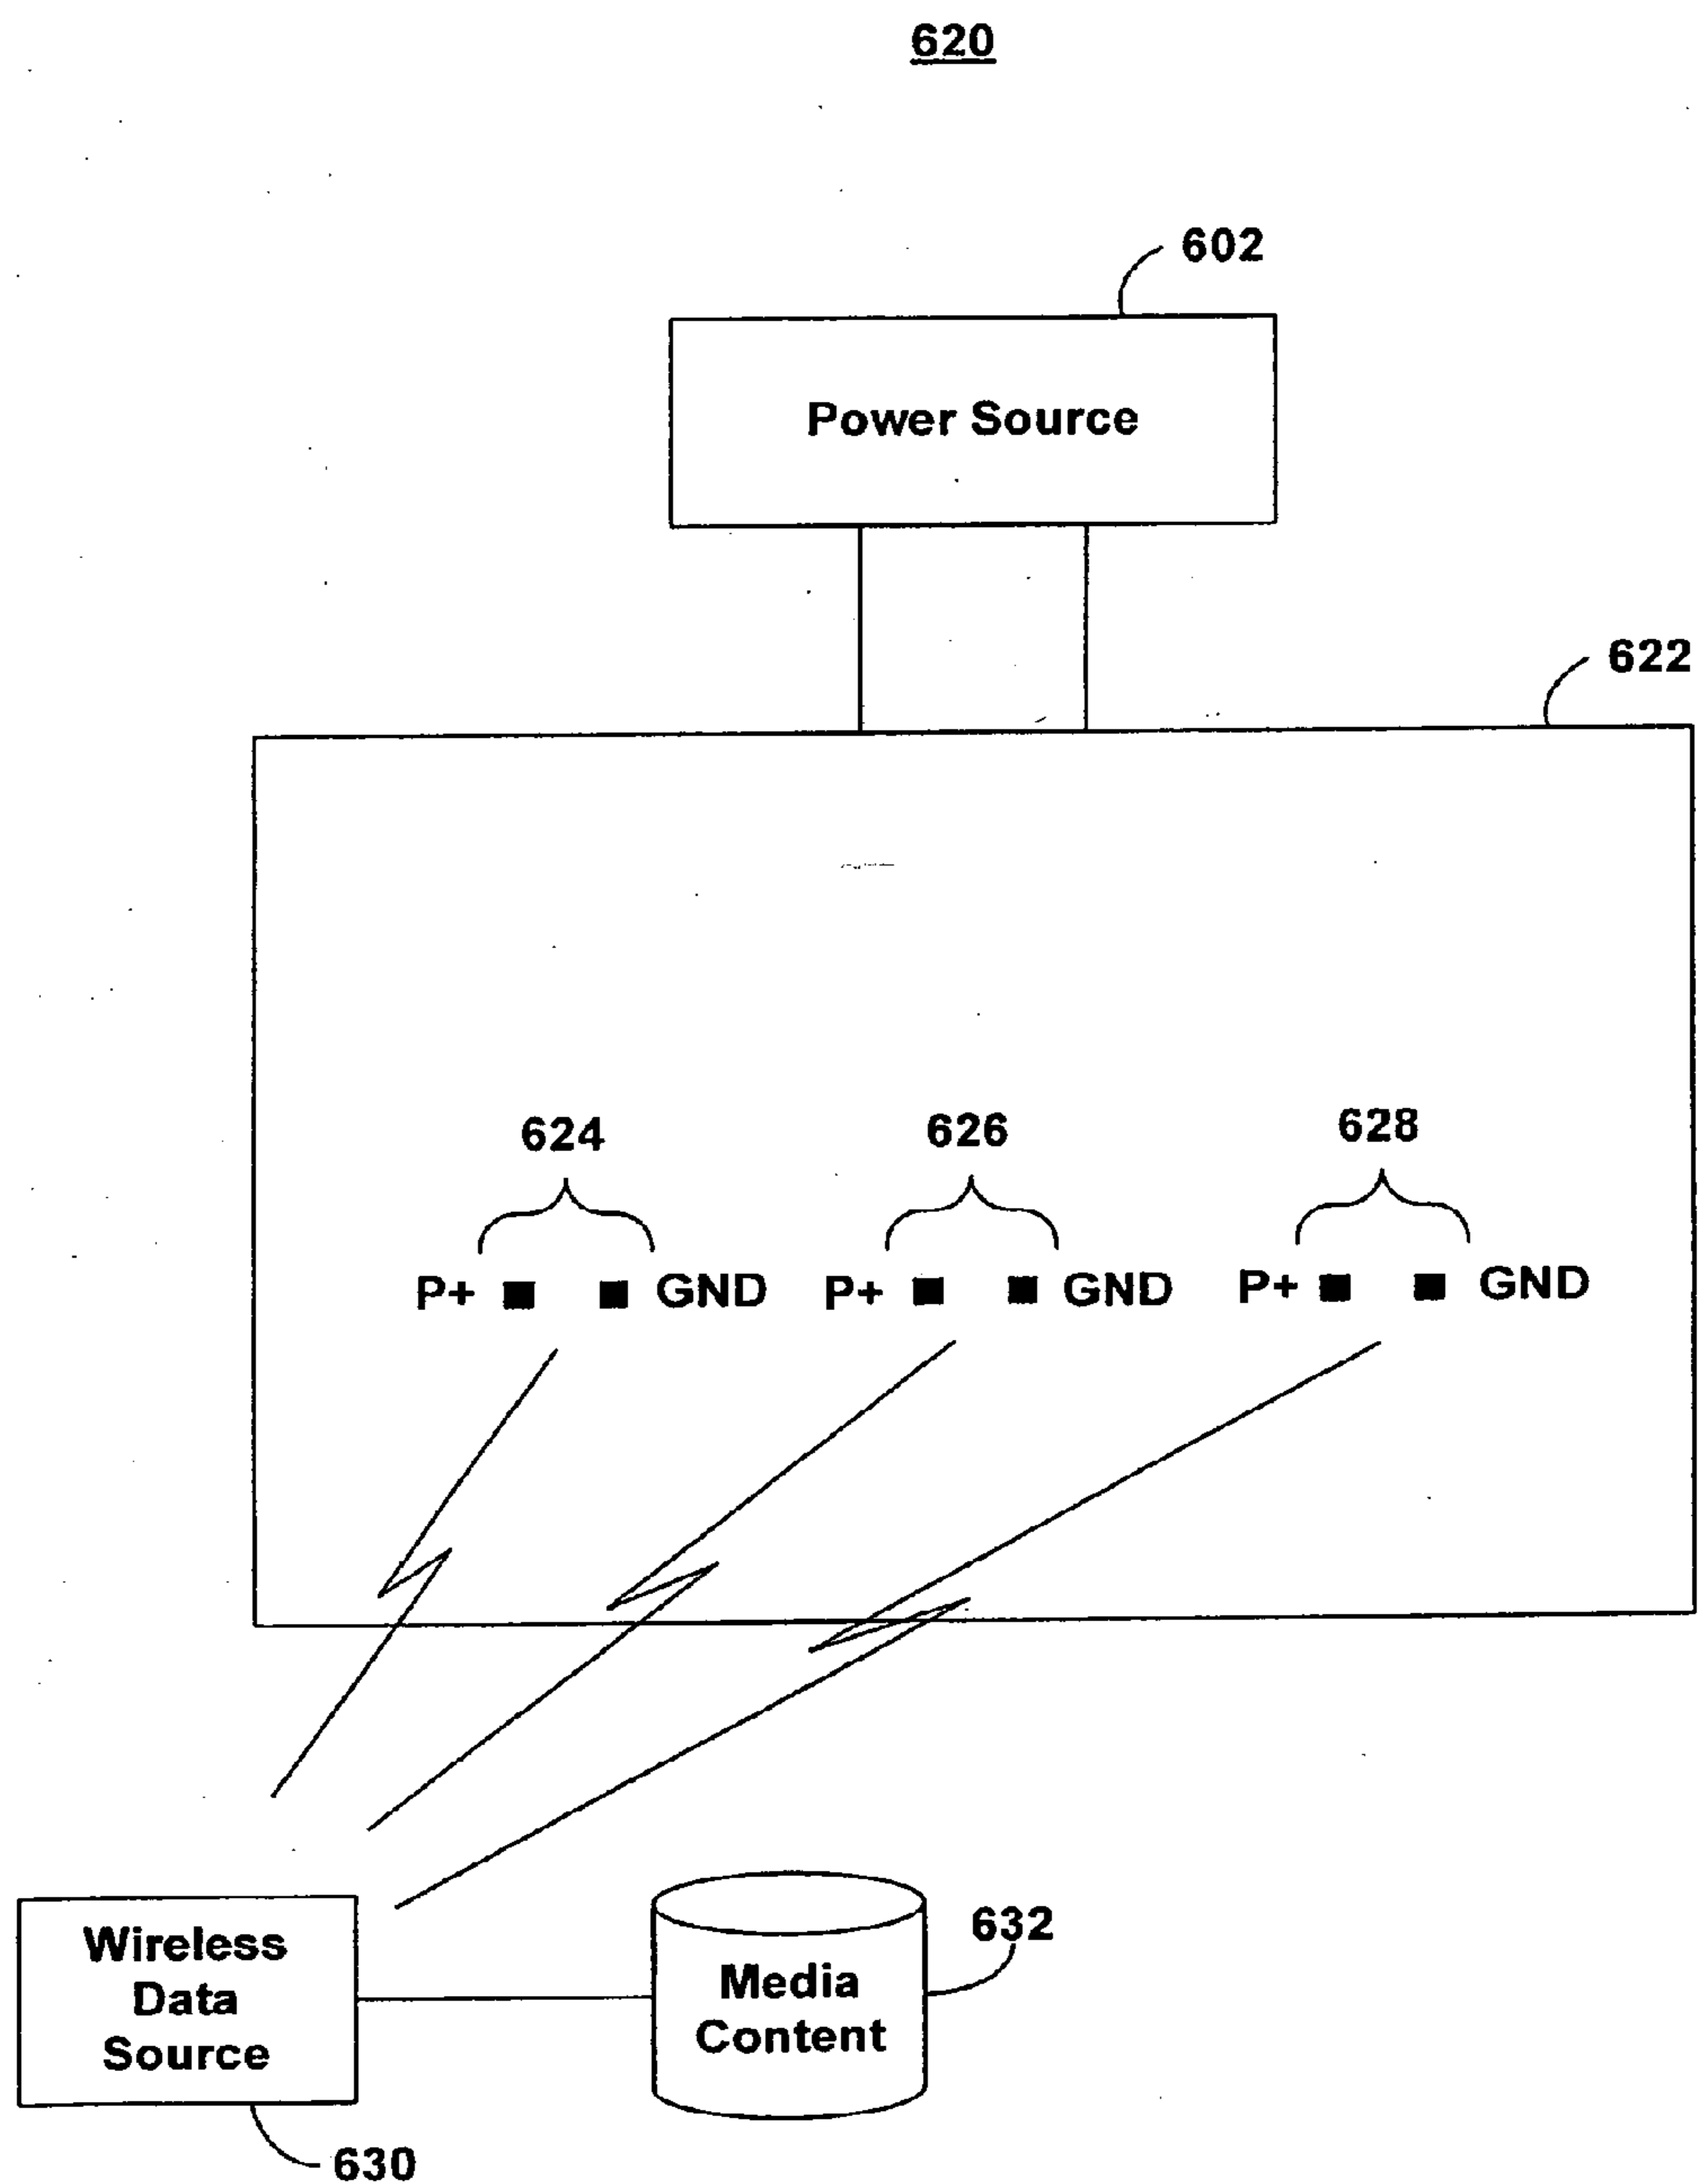 620
602
Power Source
622
624
626
628
P+ GND P+ GND P+ GND
Wireless
Data
Source
Media
Content
632
630